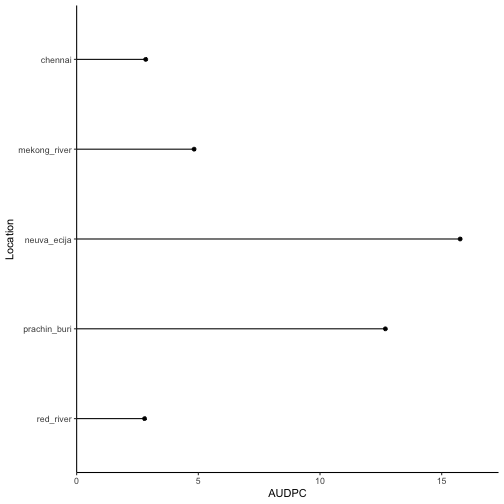 chennai
mekong_river
neuva_ecija
prachin_buri
red_river
Location
0 5 10 15
AUDPC